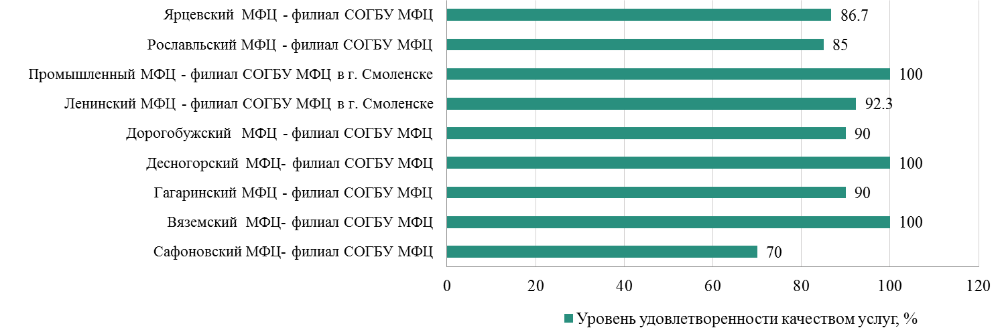 Ярцевский МФЦ - филиал СОГБУ МФЦ 86.7
Рославльский МФЦ - филиал СОГБУ МФЦ 85
Промышленный МФЦ - филиал СОГБУ МФЦ в г. Смоленске 100
Ленинский МФЦ - филиал СОГБУ МФЦ в г. Смоленске 92.3
Дорогобужский МФЦ - филиал СОГБУ МФЦ 90
Десногорский МФЦ- филиал СОГБУ МФЦ 100
Гагаринский МФЦ - филиал СОГБУ МФЦ 90
Вяземский МФЦ- филиал СОГБУ МФЦ 100
Сафоновский МФЦ- филиал СОГБУ МФЦ 70
0 20 40 60 80 100 120
Уровень удовлетворенности качеством услуг, %